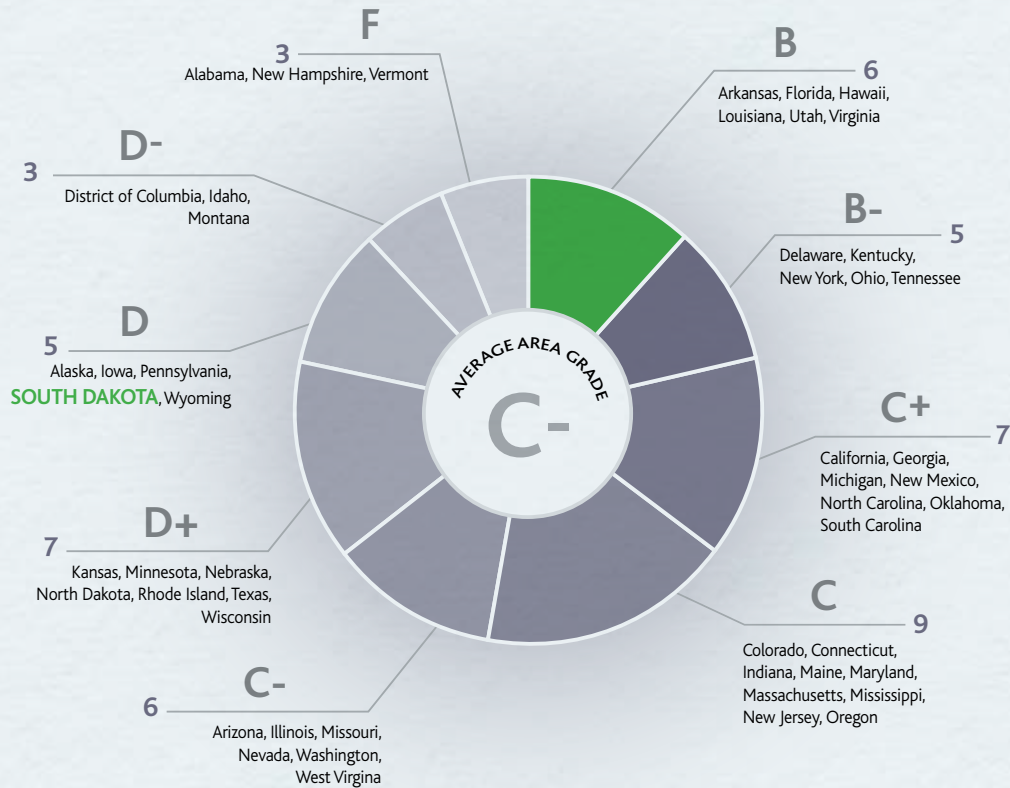 F
3
Alabama, New Hampshire, Vermont
B
6
Arkansas, Florida, Hawaii,
Louisiana, Utah, Virginia
D-
3
District of Columbia, Idaho,
Montana
B-
5
Delaware, Kentucky,
New York, Ohio, Tennessee
D
5
Alaska, Iowa, Pennsylvania,
SOUTH DAKOTA, Wyoming
AVERAGE AREA GRADE
C-
C+
7
California, Georgia,
Michigan, New Mexico,
North Carolina, Oklahoma,
South Carolina
D+
7
Kansas, Minnesota, Nebraska,
North Dakota, Rhode Island, Texas,
Wisconsin
C
9
Colorado, Connecticut,
Indiana, Maine, Maryland,
Massachusetts, Mississippi,
New Jersey, Oregon
C-
6
Arizona, Illinois, Missouri,
Nevada, Washington,
West Virgina